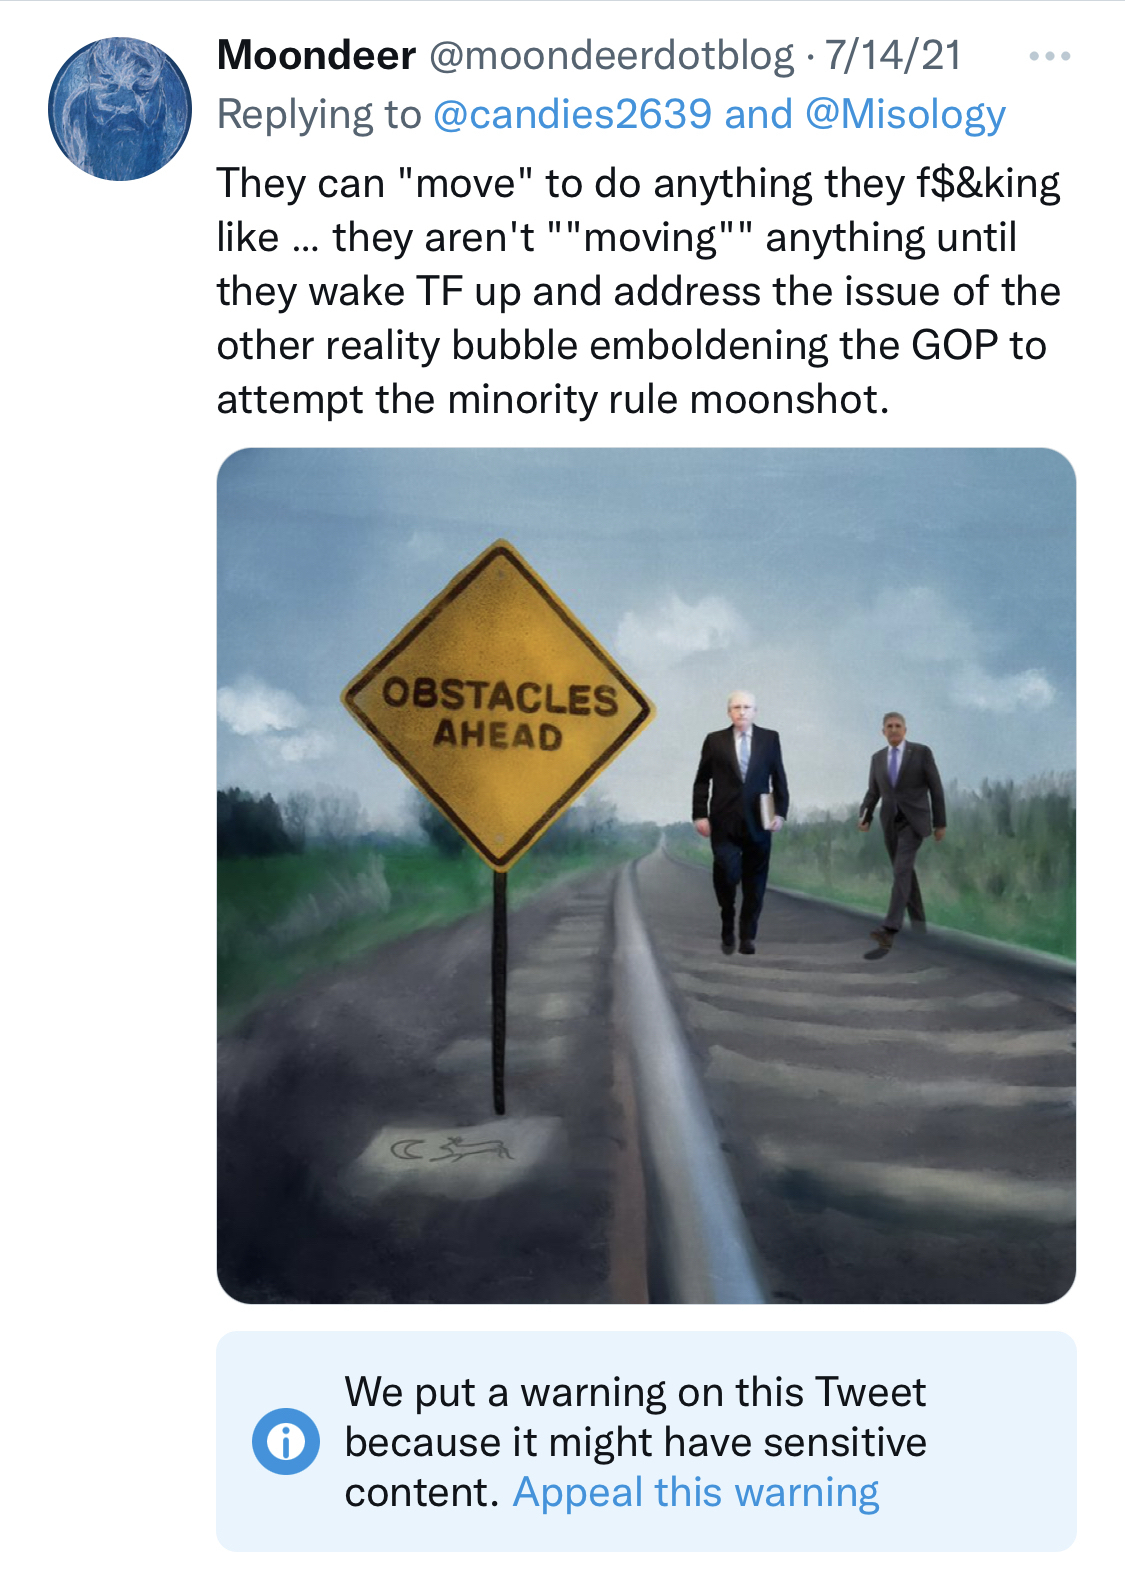 Moondeer @moondeerdotblog · 7/14/21
Replying to @candies2639 and @Misology
They can "move" to do anything they f$&king
like ... they aren't ""moving"" anything until
they wake TF up and address the issue of the
other reality bubble emboldening the GOP to
attempt the minority rule moonshot.
OBSTACLES
AHEAD
We put a warning on this Tweet
because it might have sensitive
content. Appeal this warning